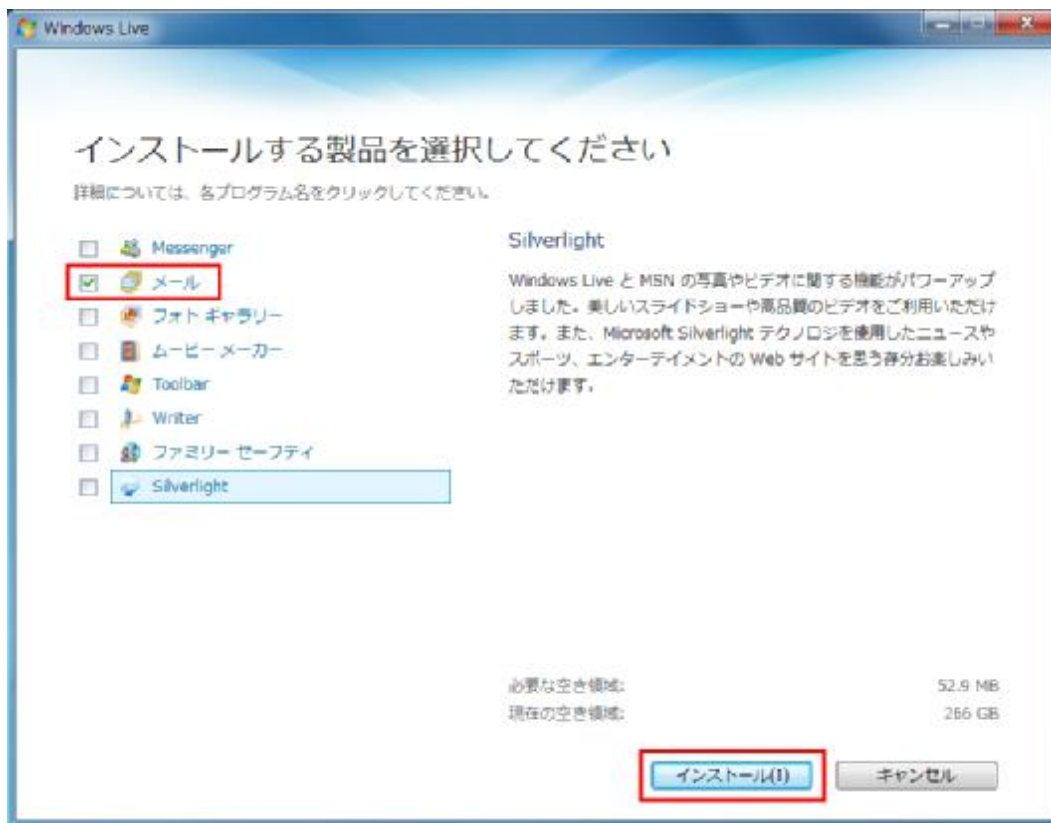 Windows Live
インストールする製品を選択してください
詳細については、各プログラム名をクリックしてください。
Messenger
メール
フォト ギャラリー
ムービー メーカー
Toolbar
Writer
ファミリー セーフティ
Silverlight
Silverlight
Windows Live と MSN の写真やビデオに関する機能がパワーアップ
しました。美しいスライドショーや高品質のビデオをご利用いただけ
ます。また、Microsoft Silverlight テクノロジを使用したニュースや
スポーツ、エンターテイメントの Web サイトを思う存分お楽しみい
ただけます。
必要な空き領域: 52.9 MB
現在の空き領域: 266 GB
インストール(I)
キャンセル